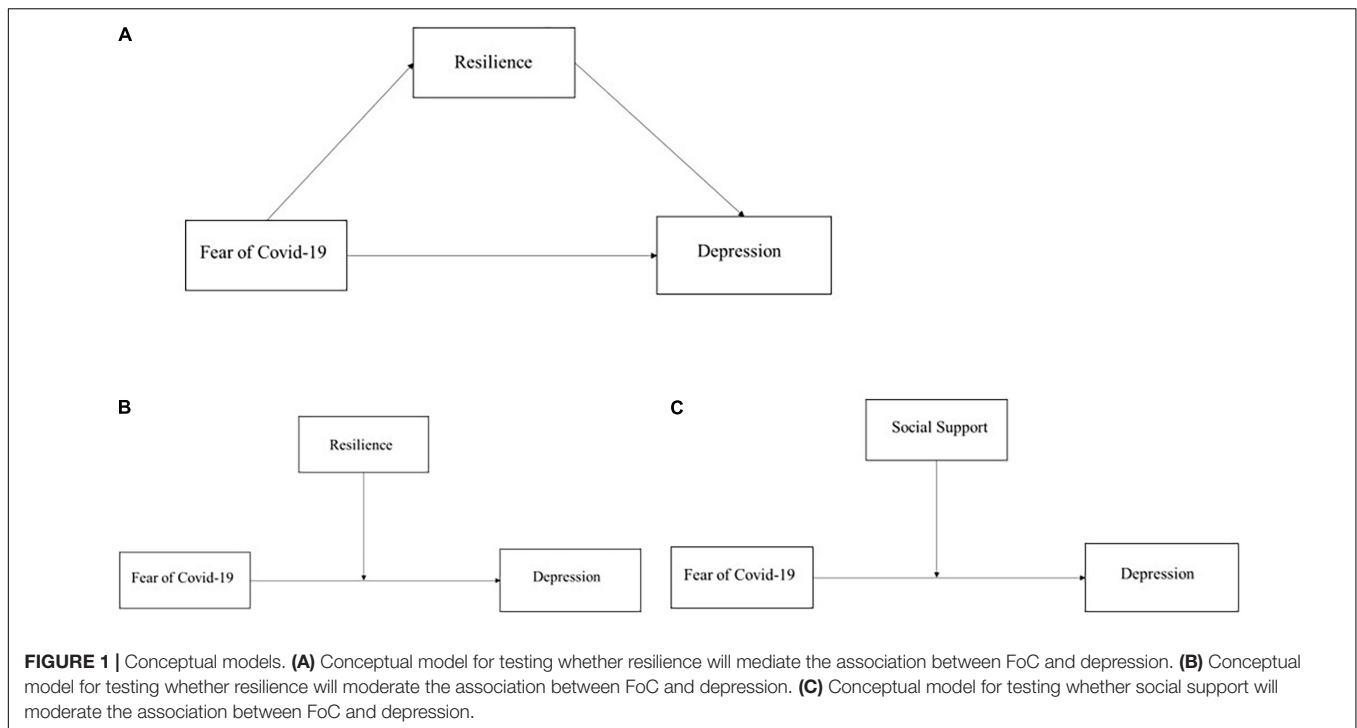 A
Resilience
Fear of Covid-19
Depression
B
Resilience
Fear of Covid-19
Depression
C
Social Support
Fear of Covid-19
Depression
FIGURE 1 | Conceptual models. (A) Conceptual model for testing whether resilience will mediate the association between FoC and depression. (B) Conceptual
model for testing whether resilience will moderate the association between FoC and depression. (C) Conceptual model for testing whether social support will
moderate the association between FoC and depression.